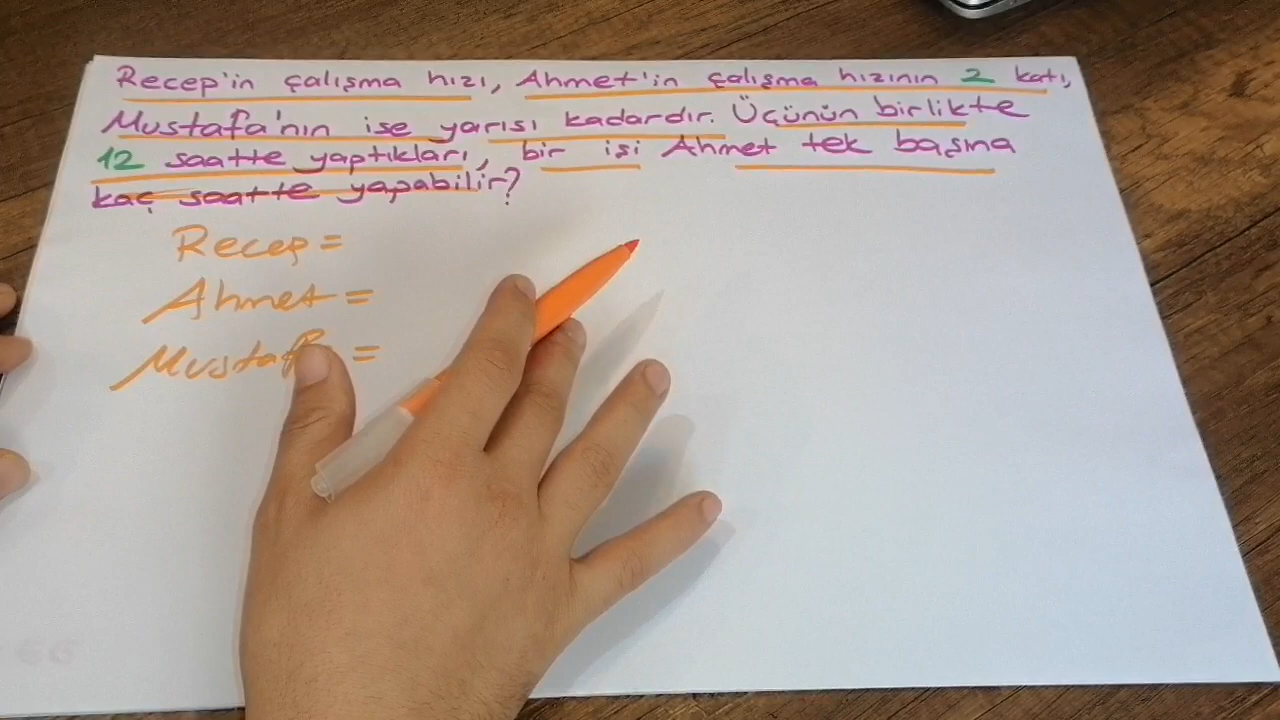 Recep'in çalışma hızı, Ahmet'in çalışma hızının 2 katı,
Mustafa'nın ise yarısı kadardır. Üçünün birlikte
12 saatte yaptıkları, bir işi Ahmet tek başına
kaç saatte yapabilir?
Recep =
Ahmet =
Mustafa =